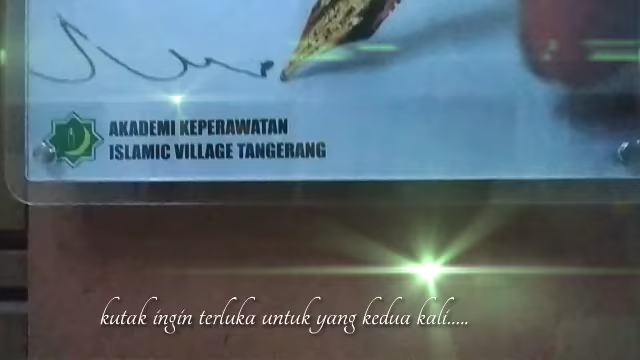 AKADEMI KEPERAWATAN
ISLAMIC VILLAGE TANGERANG
kutak ingin terluka untuk yang kedua kali.....